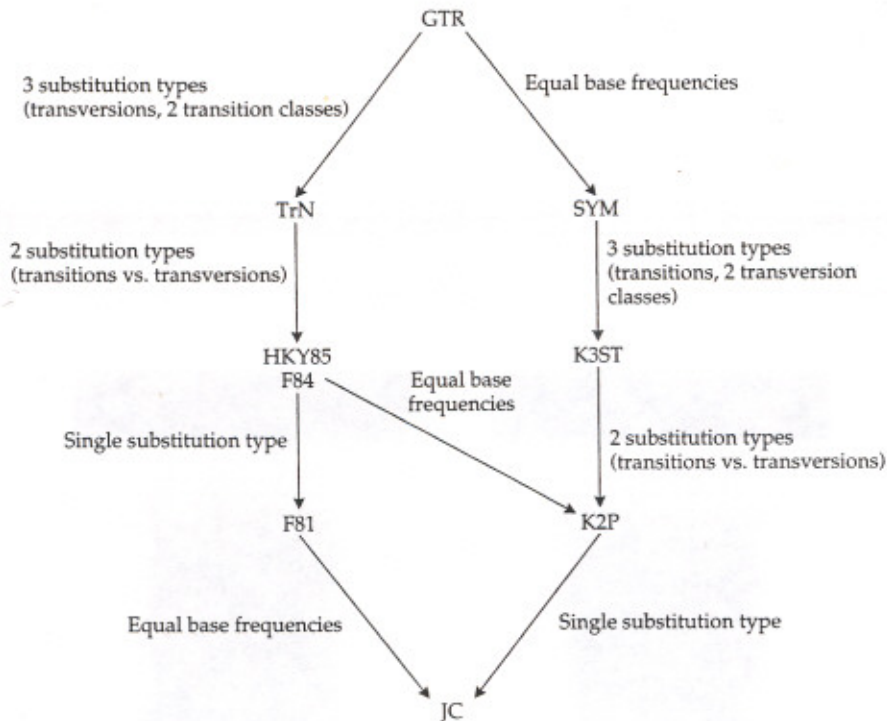 GTR
3 substitution types
(transversions, 2 transition classes)
Equal base frequencies
TrN
SYM
2 substitution types
(transitions vs. transversions)
3 substitution types
(transitions, 2 transversion
classes)
HKY85
F84
K3ST
Equal base
frequencies
Single substitution type
2 substitution types
(transitions vs. transversions)
F81
K2P
Equal base frequencies
Single substitution type
JC